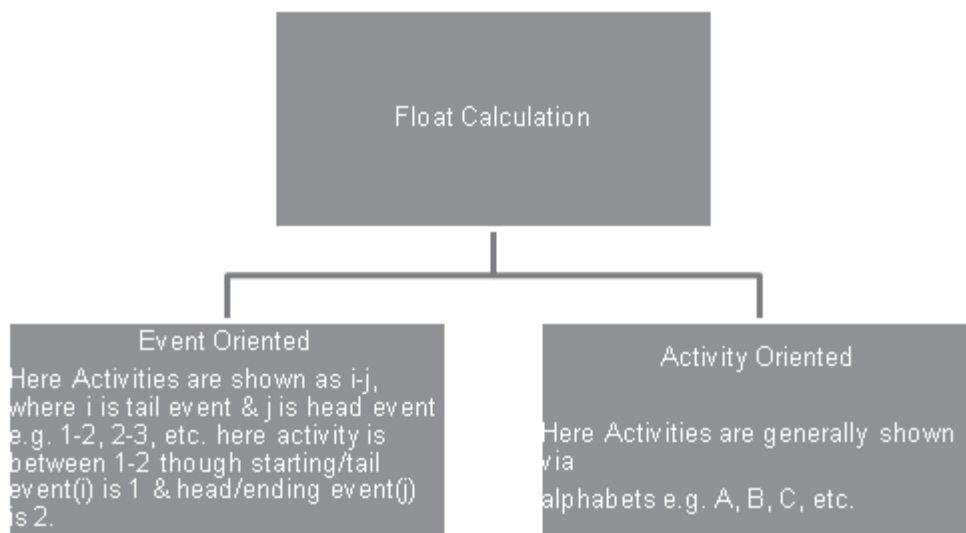 Float Calculation
Event Oriented
Here Activities are shown as i-j,
where i is tail event & j is head event
e.g. 1-2, 2-3, etc. here activity is
between 1-2 though starting/tail
event(i) is 1 & head/ending event(j)
is 2.
Activity Oriented
Here Activities are generally shown
via
alphabets e.g. A, B, C, etc.